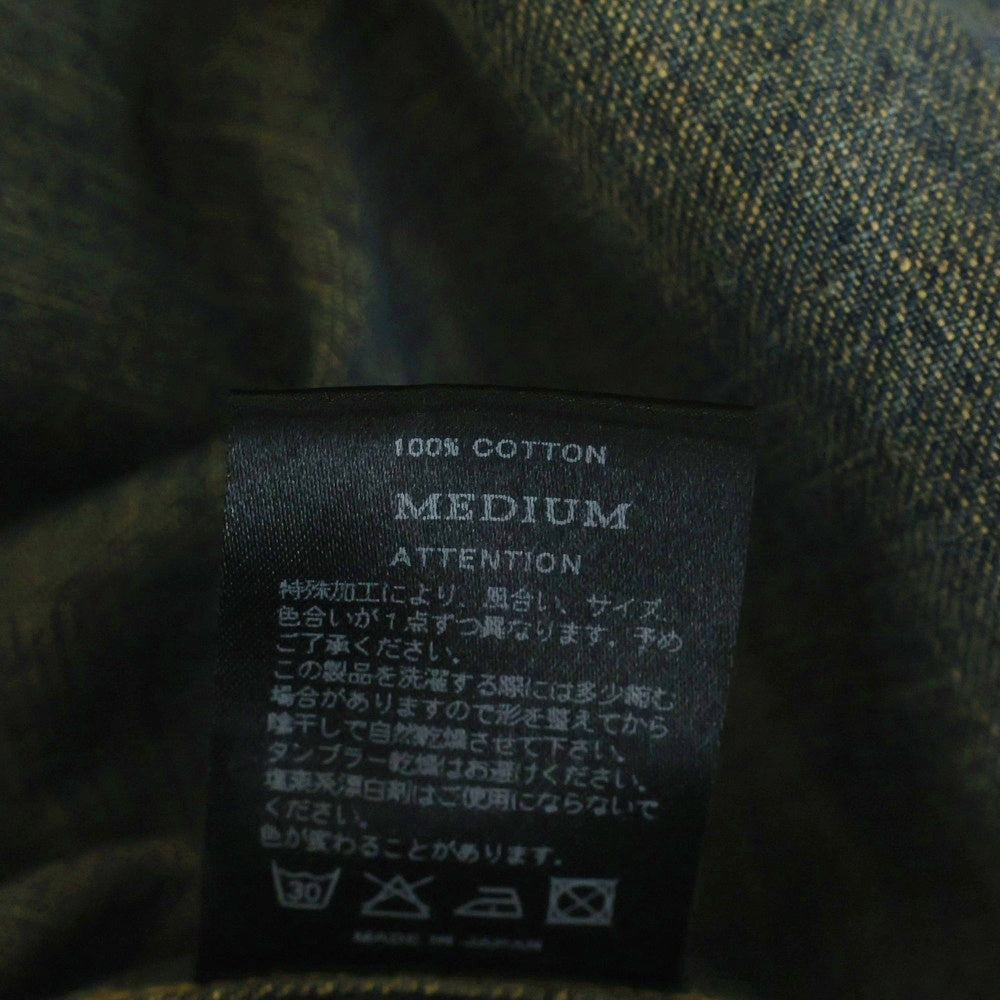 100% COTTON
MEDIUM
ATTENTION
特殊加工により、風合い、サイズ、
色合いが1点ずつ異なります。予め
ご了承ください。
この製品を洗濯する際には多少縮む
場合がありますので形を整えてから
陰干しで自然乾燥させて下さい。
タンブラー乾燥はお避けください。
塩素系漂白剤はご使用にならないで
ください。
色が変わることがあります。
30
MADE IN JAPAN